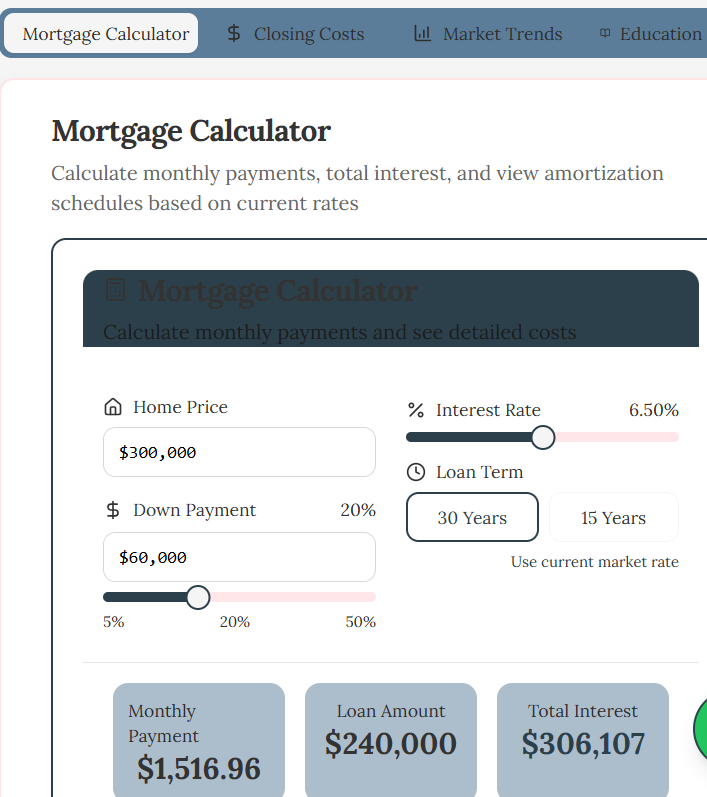 Mortgage Calculator
Closing Costs
Market Trends
Education
Mortgage Calculator
Calculate monthly payments, total interest, and view amortization
schedules based on current rates
Mortgage Calculator
Calculate monthly payments and see detailed costs
Home Price
$300,000
Down Payment 20%
$60,000
5% 20% 50%
Interest Rate 6.50%
Loan Term
30 Years 15 Years
Use current market rate
Monthly
Payment
$1,516.96
Loan Amount
$240,000
Total Interest
$306,107